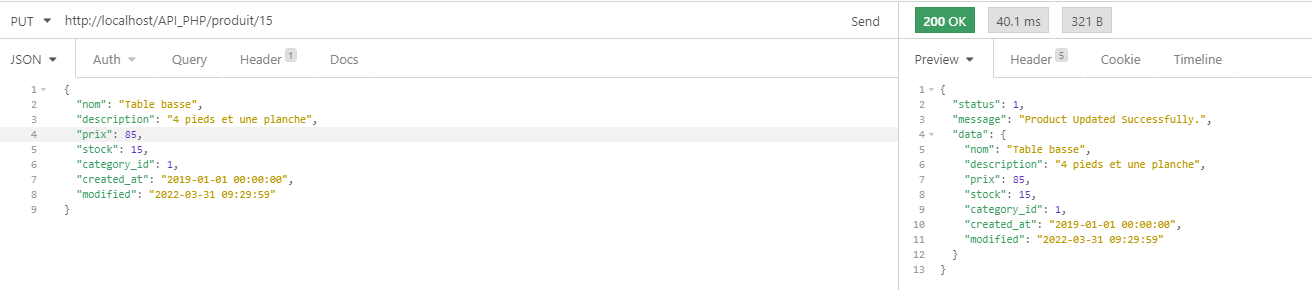 PUT http://localhost/API_PHP/produit/15 Send
JSON Auth Query Header 1 Docs
1 {
2 "nom": "Table basse",
3 "description": "4 pieds et une planche",
4 "prix": 85,
5 "stock": 15,
6 "category_id": 1,
7 "created_at": "2019-01-01 00:00:00",
8 "modified": "2022-03-31 09:29:59"
9 }
200 OK 40.1 ms 321 B
Preview Header 5 Cookie Timeline
1 {
2 "status": 1,
3 "message": "Product Updated Successfully.",
4 "data": {
5 "nom": "Table basse",
6 "description": "4 pieds et une planche",
7 "prix": 85,
8 "stock": 15,
9 "category_id": 1,
10 "created_at": "2019-01-01 00:00:00",
11 "modified": "2022-03-31 09:29:59"
12 }
13 }